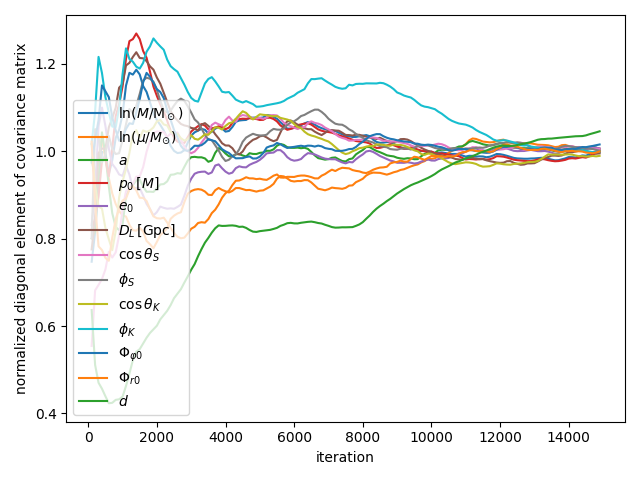 normalized diagonal element of covariance matrix
1.2
1.0
0.8
0.6
0.4
ln(M/M⊙)
ln(μ/M⊙)
a
p₀ [M]
e₀
D_L [Gpc]
cos θ_S
ϕ_S
cos θ_K
ϕ_K
Φ_φ0
Φ_r0
d
0 2000 4000 6000 8000 10000 12000 14000
iteration